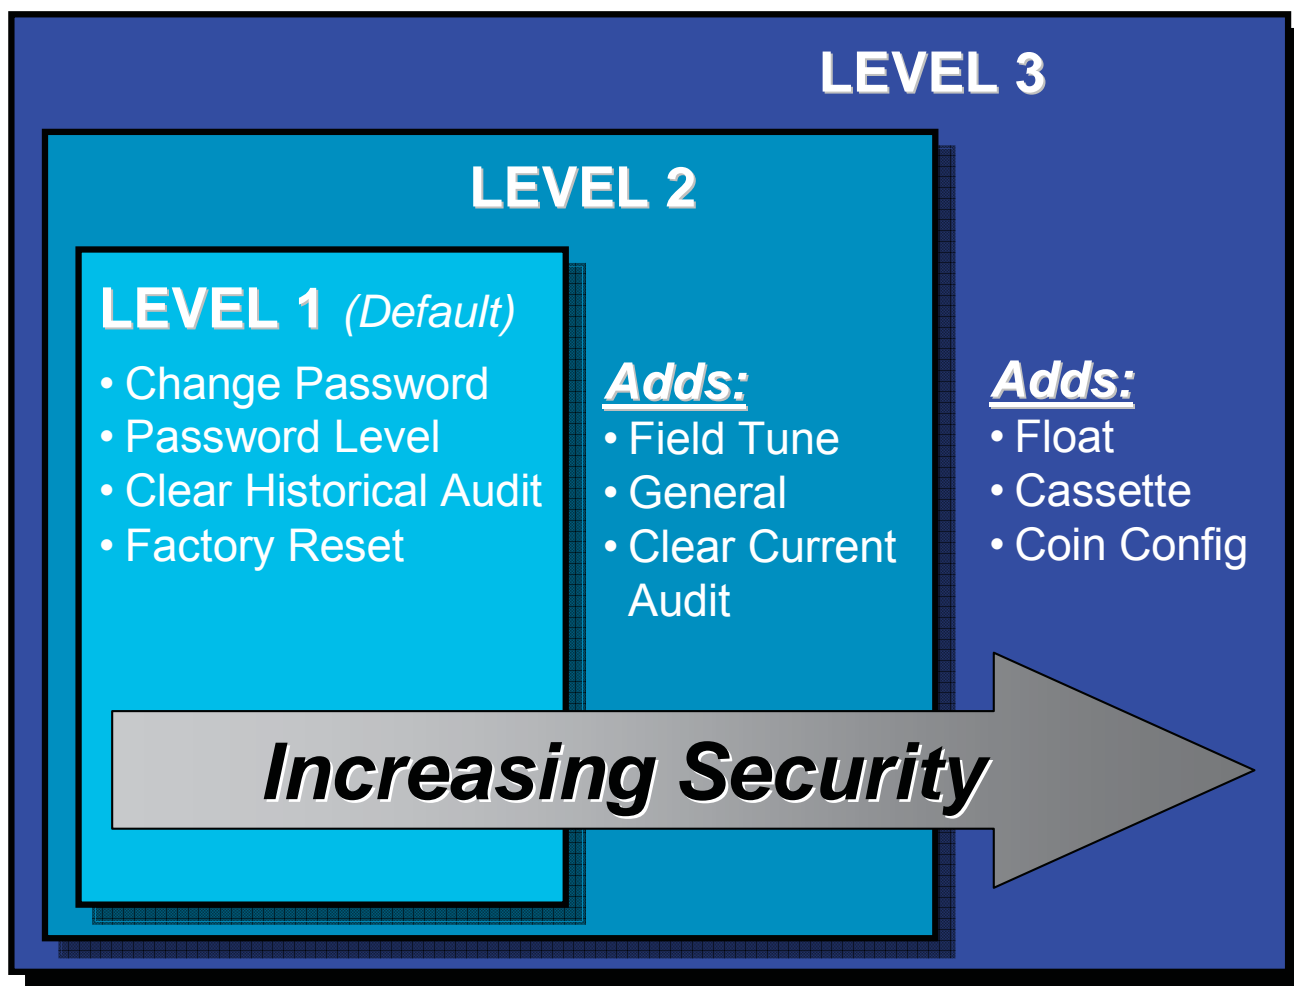 LEVEL 3
LEVEL 2
LEVEL 1 (Default)
• Change Password
• Password Level
• Clear Historical Audit
• Factory Reset
Adds:
• Field Tune
• General
• Clear Current
Audit
Adds:
• Float
• Cassette
• Coin Config
Increasing Security